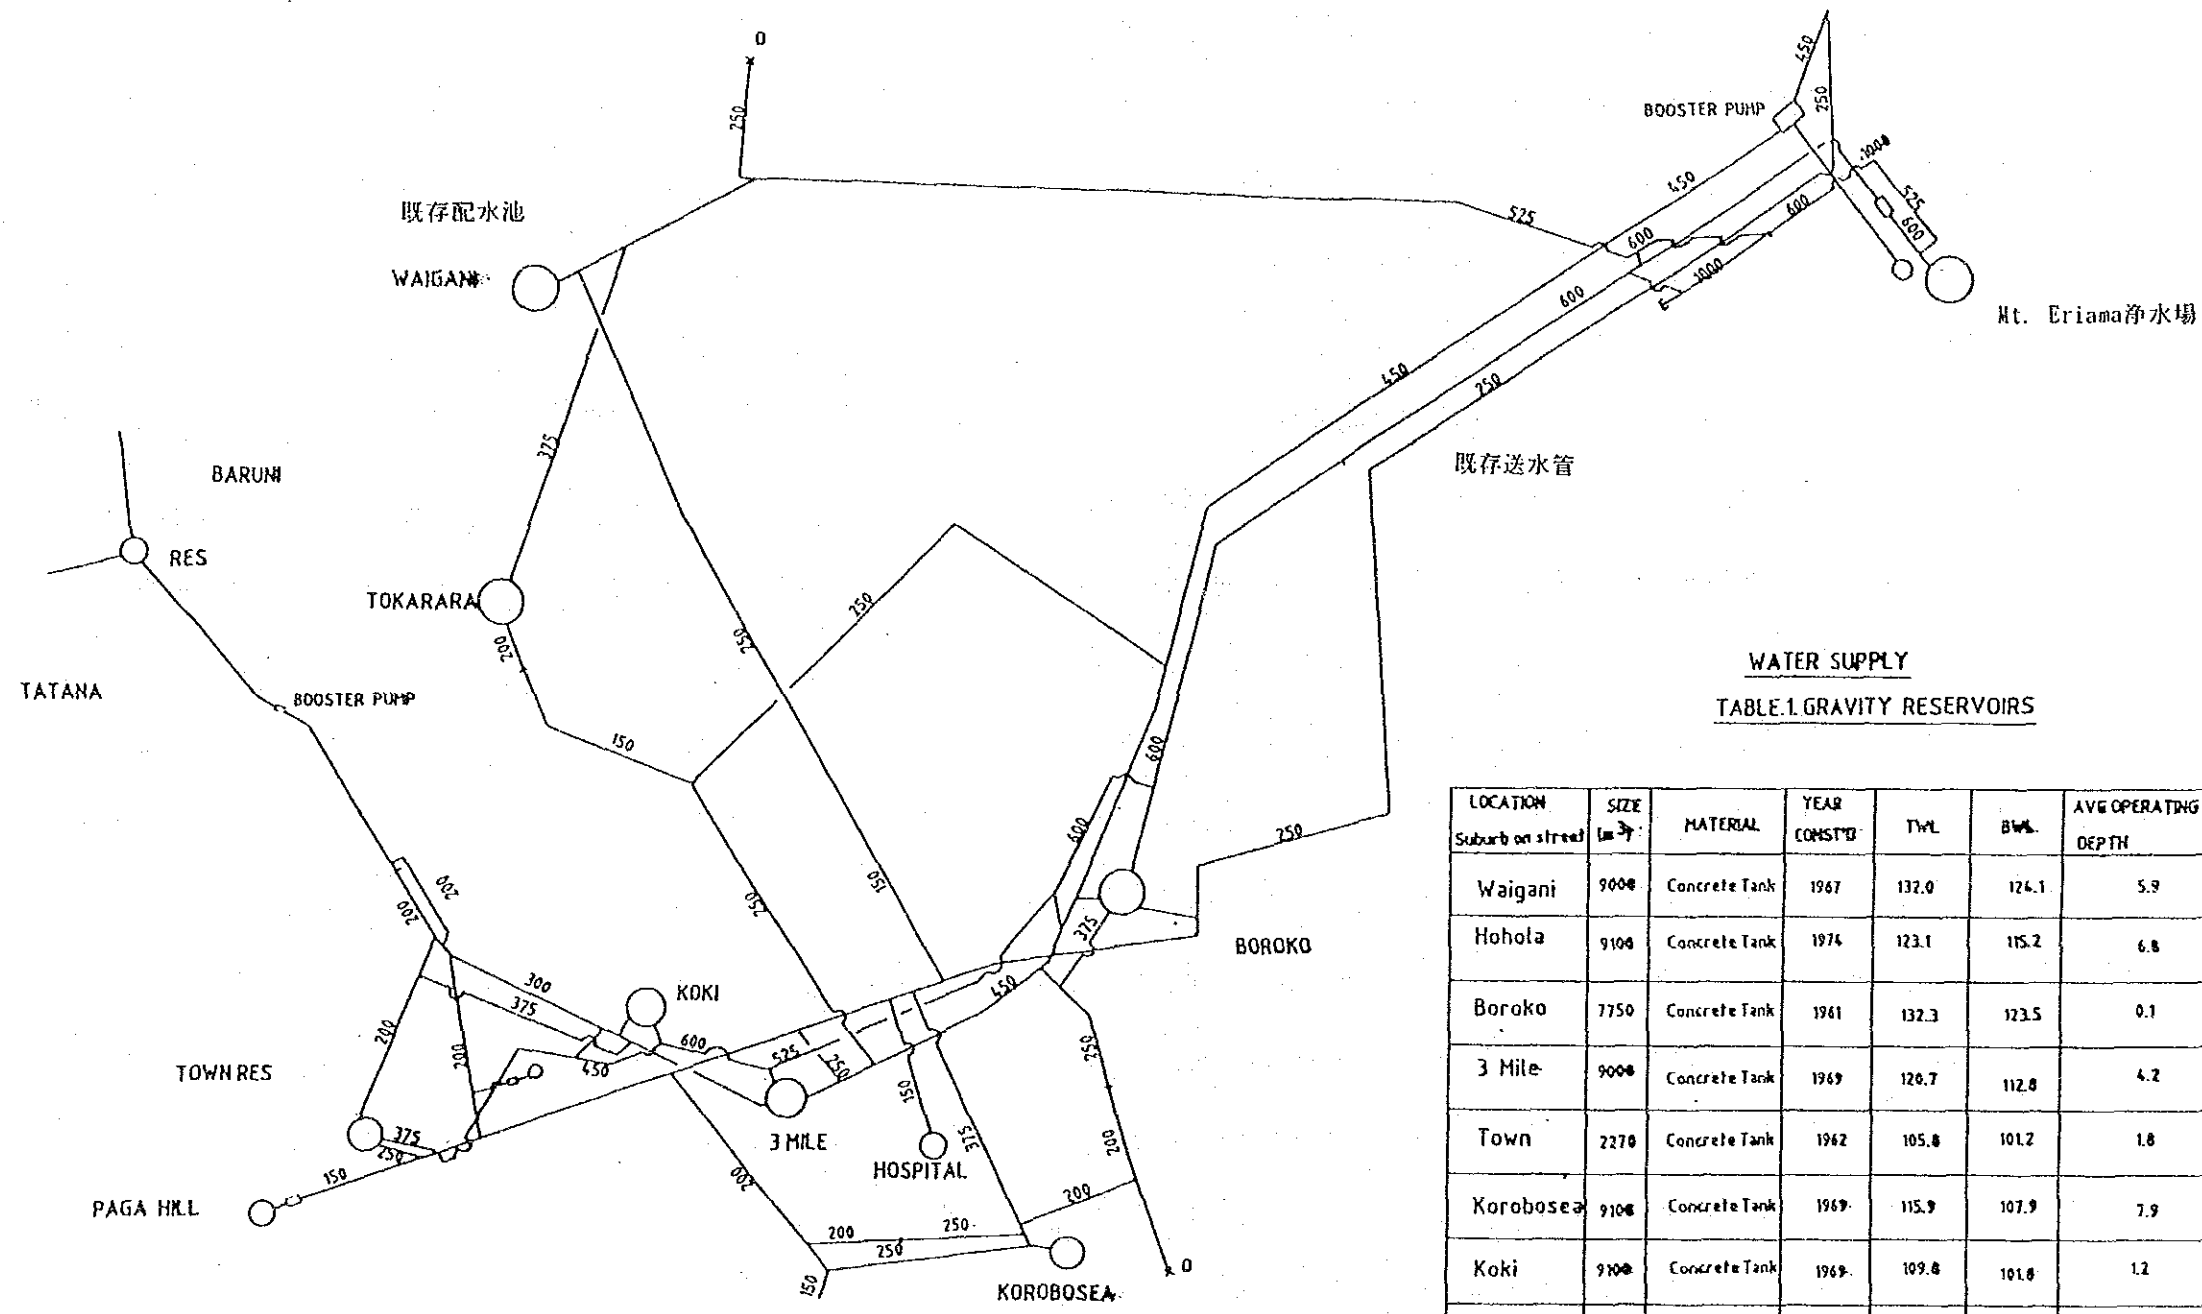 O
250
450
BOOSTER PUMP
250
1000
525
600
450
600
525
600
1000
600
既存配水池
WAIGANI
Mt. Eriama浄水場
450
250
375
BARUNI
既存送水管
RES
TOKARARA
200
250
250
TATANA
BOOSTER PUMP
150
600
600
250
200
200
150
250
375
BOROKO
300
375
KOKI
450
600
525
250
200
200
450
250
TOWN RES
150
375
250
3 MILE
HOSPITAL
375
200
150
PAGA HILL
200
200
200
250
250
150
KOROBOSEA
O
WATER SUPPLY
TABLE.1. GRAVITY RESERVOIRS
LOCATION
Suburb on street
SIZE
(m³)
MATERIAL
YEAR
CONST'D
TWL
BWL
AVE OPERATING
DEPTH
Waigani 9000 Concrete Tank 1967 132.0 124.1 5.9
Hohola 9100 Concrete Tank 1974 123.1 115.2 6.8
Boroko 7750 Concrete Tank 1961 132.3 123.5 0.1
3 Mile 9000 Concrete Tank 1969 120.7 112.8 4.2
Town 2270 Concrete Tank 1962 105.8 101.2 1.8
Korobosea 9100 Concrete Tank 1969 115.9 107.9 7.9
Koki 9100 Concrete Tank 1969 109.8 101.8 1.2